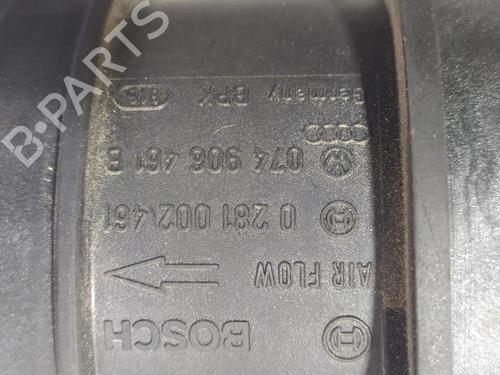 B-PARTS
BOSCH
AIR FLOW
0 281 002 461
074 906 461 B
Germany BPK